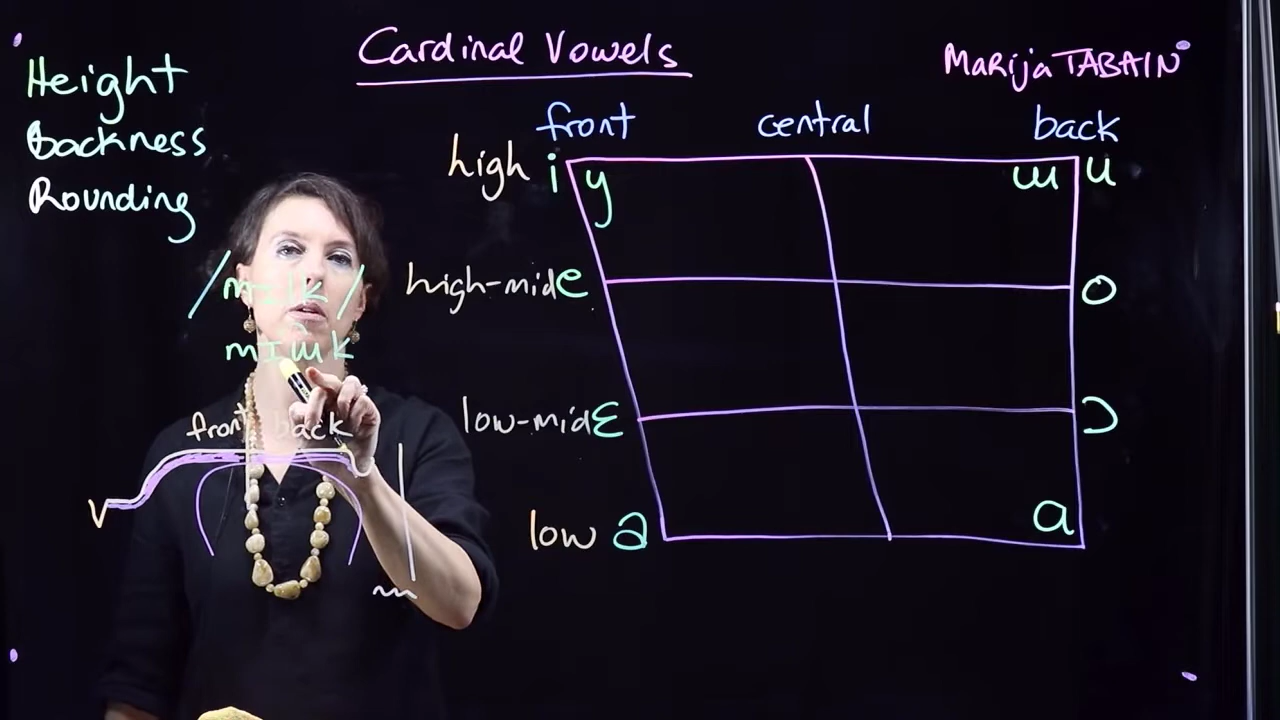 Cardinal Vowels
Marija TABAIN
Height
Backness
Rounding
front central back
high i y ɯ u
/mɪlk/
high-mid e o
mɪɯk
front back
low-mid ɛ ɔ
v
low a ɑ